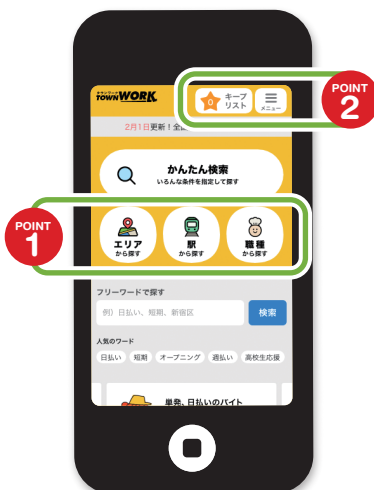 タウンワーク
TOWNWORK
0
キープ
リスト
メニュー
POINT
2
2月1日更新！全
かんたん検索
いろんな条件を指定して探す
POINT
1
エリア
から探す
駅
から探す
職種
から探す
フリーワードで探す
例）日払い、短期、新宿区
検索
人気のワード
日払い
短期
オープニング
週払い
高校生応援
単発、日払いのバイト